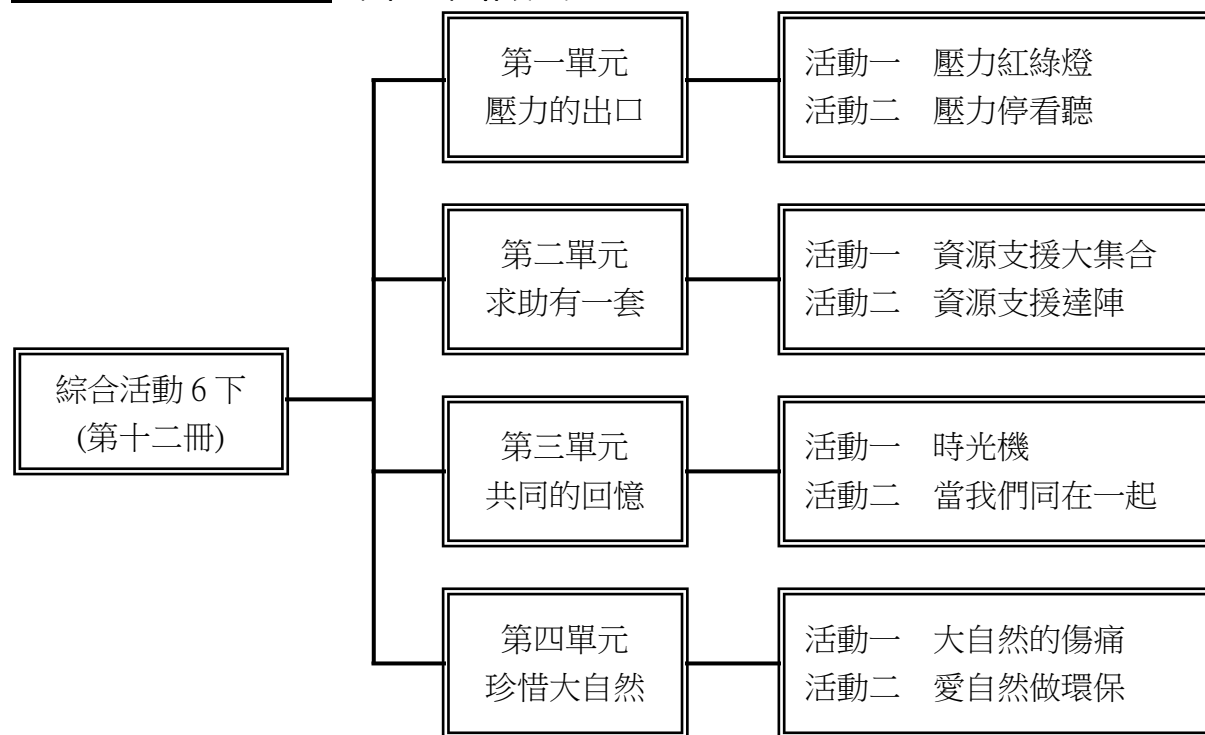 綜合活動 6 下
(第十二冊)
第一單元
壓力的出口
活動一 壓力紅綠燈
活動二 壓力停看聽
第二單元
求助有一套
活動一 資源支援大集合
活動二 資源支援達陣
第三單元
共同的回憶
活動一 時光機
活動二 當我們同在一起
第四單元
珍惜大自然
活動一 大自然的傷痛
活動二 愛自然做環保